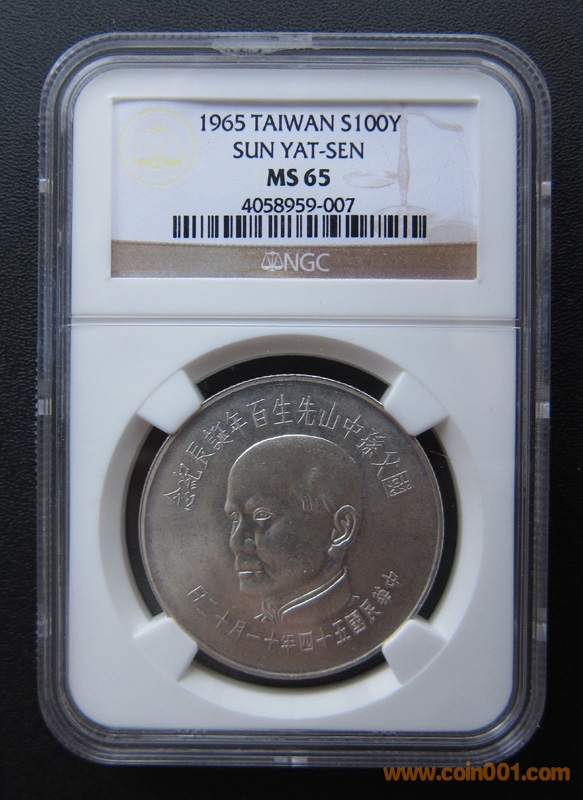 1965 TAIWAN S100Y
SUN YAT-SEN
MS 65
4058959-007
NGC
國父孫中山先生百年誕辰紀念
中華民國五十四年十一月十二日
www.coin001.com